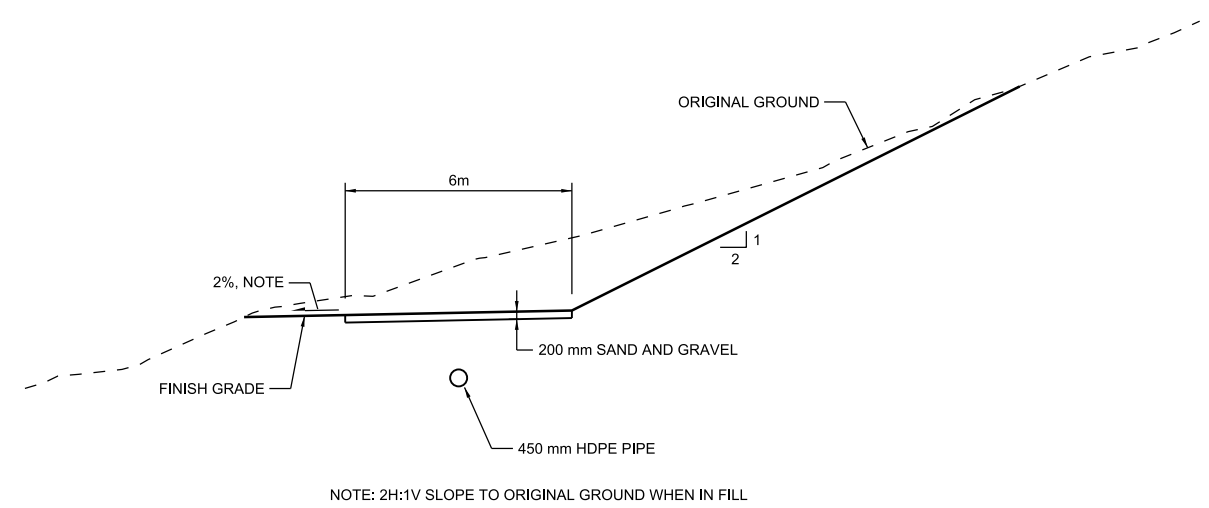 ORIGINAL GROUND
6m
1
2
2%, NOTE
200 mm SAND AND GRAVEL
FINISH GRADE
450 mm HDPE PIPE
NOTE: 2H:1V SLOPE TO ORIGINAL GROUND WHEN IN FILL